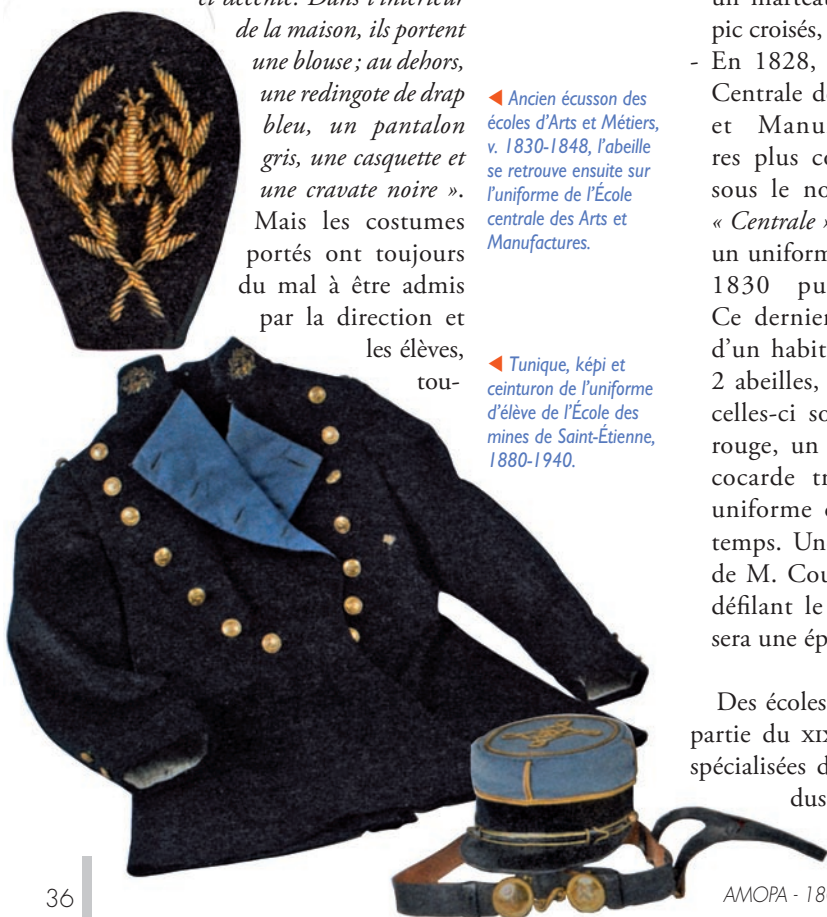 et décente. Dans l'intérieur
de la maison, ils portent
une blouse ; au dehors,
une redingote de drap
bleu, un pantalon
gris, une casquette et
une cravate noire ».
Mais les costumes
portés ont toujours
du mal à être admis
par la direction et
les élèves,
tou-
◄ Ancien écusson des
écoles d'Arts et Métiers,
v. 1830-1848, l'abeille
se retrouve ensuite sur
l'uniforme de l'École
centrale des Arts et
Manufactures.
◄ Tunique, képi et
ceinturon de l'uniforme
d'élève de l'École des
mines de Saint-Étienne,
1880-1940.
un martea
pic croisés,
- En 1828,
Centrale d
et Manu
res plus co
sous le no
« Centrale »
un uniform
1830 pu
Ce dernier
d'un habit
2 abeilles,
celles-ci so
rouge, un
cocarde tr
uniforme
temps. Un
de M. Cou
défilant le
sera une ép
Des écoles
partie du XIX
spécialisées d
dus
36
AMOPA - 18